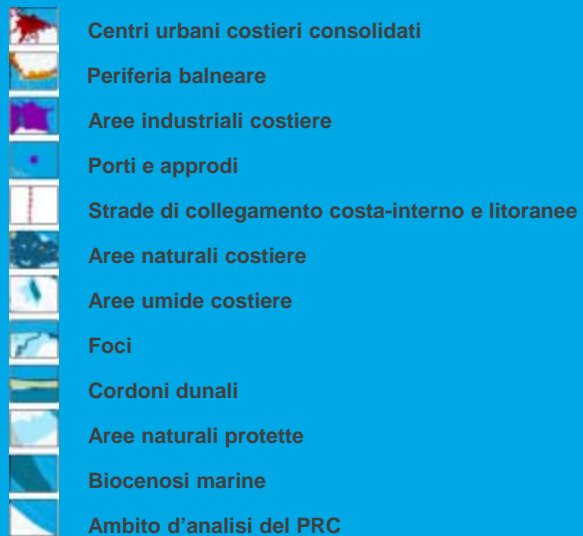 Centri urbani costieri consolidati
Periferia balneare
Aree industriali costiere
Porti e approdi
Strade di collegamento costa-interno e litoranee
Aree naturali costiere
Aree umide costiere
Foci
Cordoni dunali
Aree naturali protette
Biocenosi marine
Ambito d'analisi del PRC